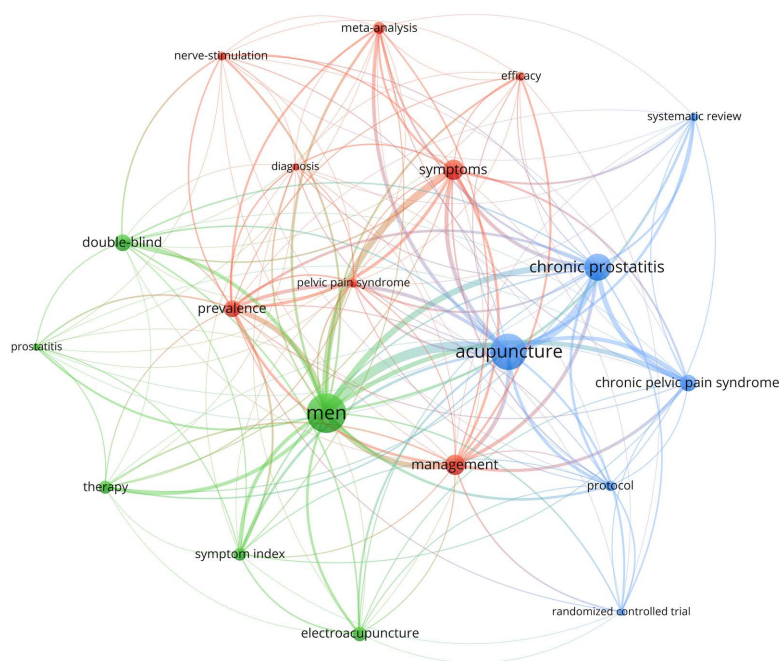 meta-analysis
nerve-stimulation
efficacy
systematic review
diagnosis
symptoms
double-blind
chronic prostatitis
pelvic pain syndrome
prevalence
prostatitis
acupuncture
chronic pelvic pain syndrome
men
management
therapy
protocol
symptom index
randomized controlled trial
electroacupuncture